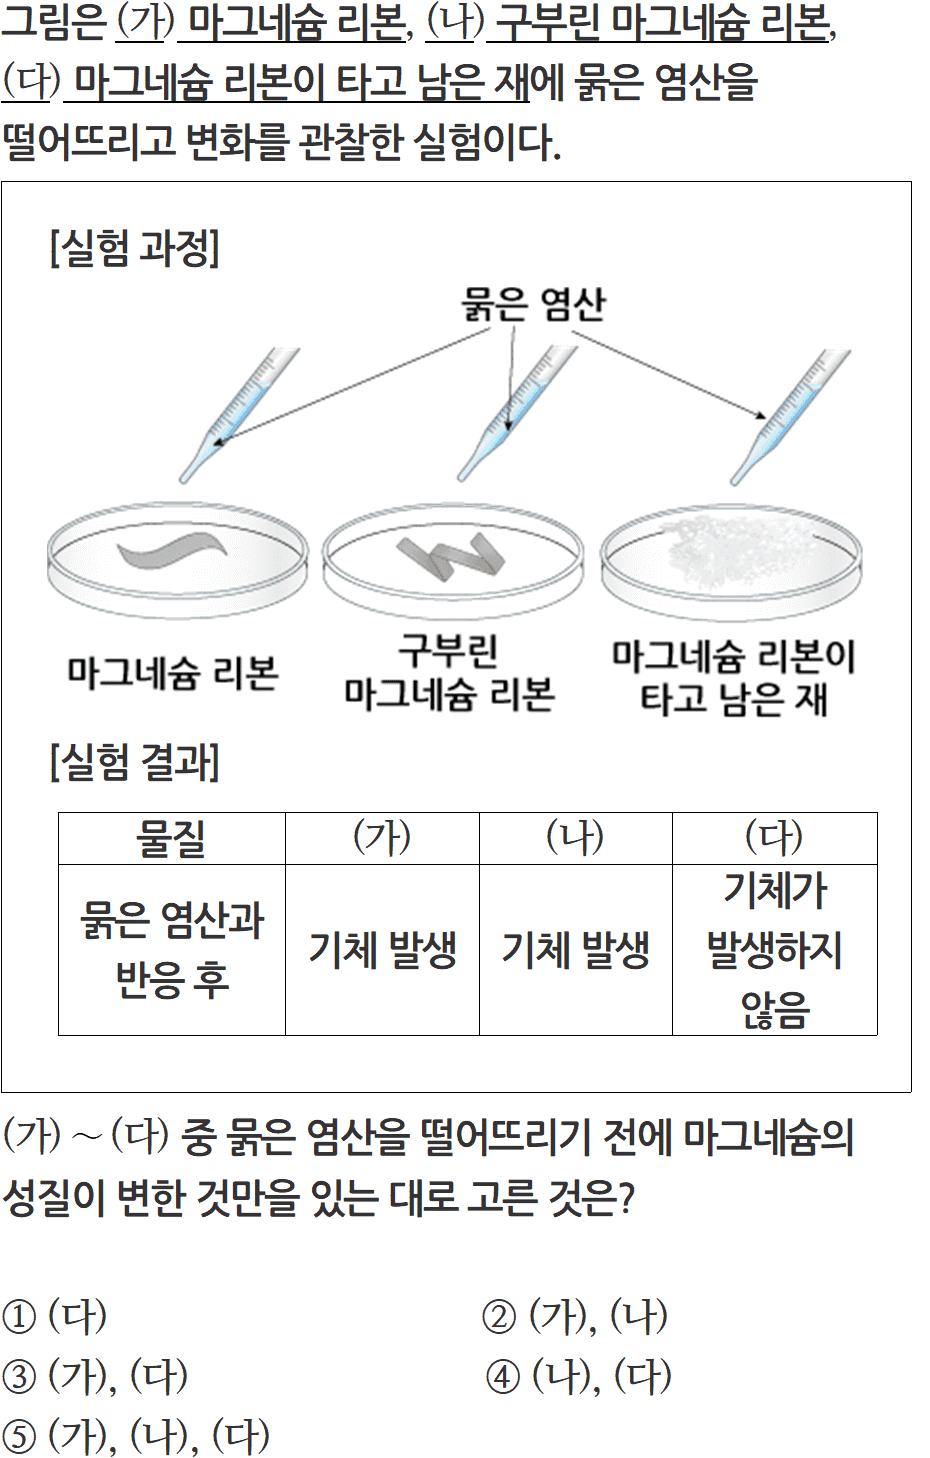 그림은 (가) 마그네슘 리본, (나) 구부린 마그네슘 리본,
(다) 마그네슘 리본이 타고 남은 재에 묽은 염산을
떨어뜨리고 변화를 관찰한 실험이다.
[실험 과정]
묽은 염산
마그네슘 리본
구부린
마그네슘 리본
마그네슘 리본이
타고 남은 재
[실험 결과]
물질 (가) (나) (다)
묽은 염산과
반응 후
기체 발생
기체 발생
기체가
발생하지
않음
(가) ~ (다) 중 묽은 염산을 떨어뜨리기 전에 마그네슘의
성질이 변한 것만을 있는 대로 고른 것은?
① (다) ② (가), (나)
③ (가), (다) ④ (나), (다)
⑤ (가), (나), (다)